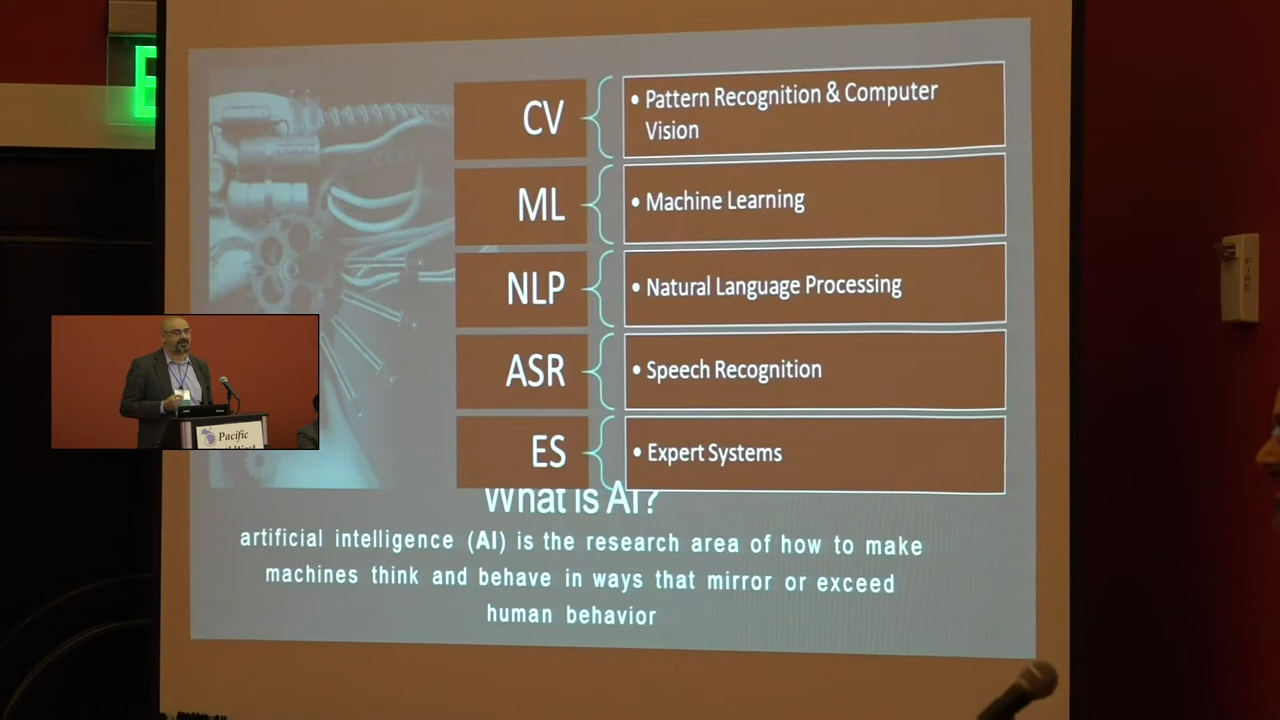 CV
• Pattern Recognition & Computer
Vision
ML
• Machine Learning
NLP
• Natural Language Processing
ASR
• Speech Recognition
ES
• Expert Systems
What is AI?
artificial intelligence (AI) is the research area of how to make
machines think and behave in ways that mirror or exceed
human behavior
Pacific
FIRE
E